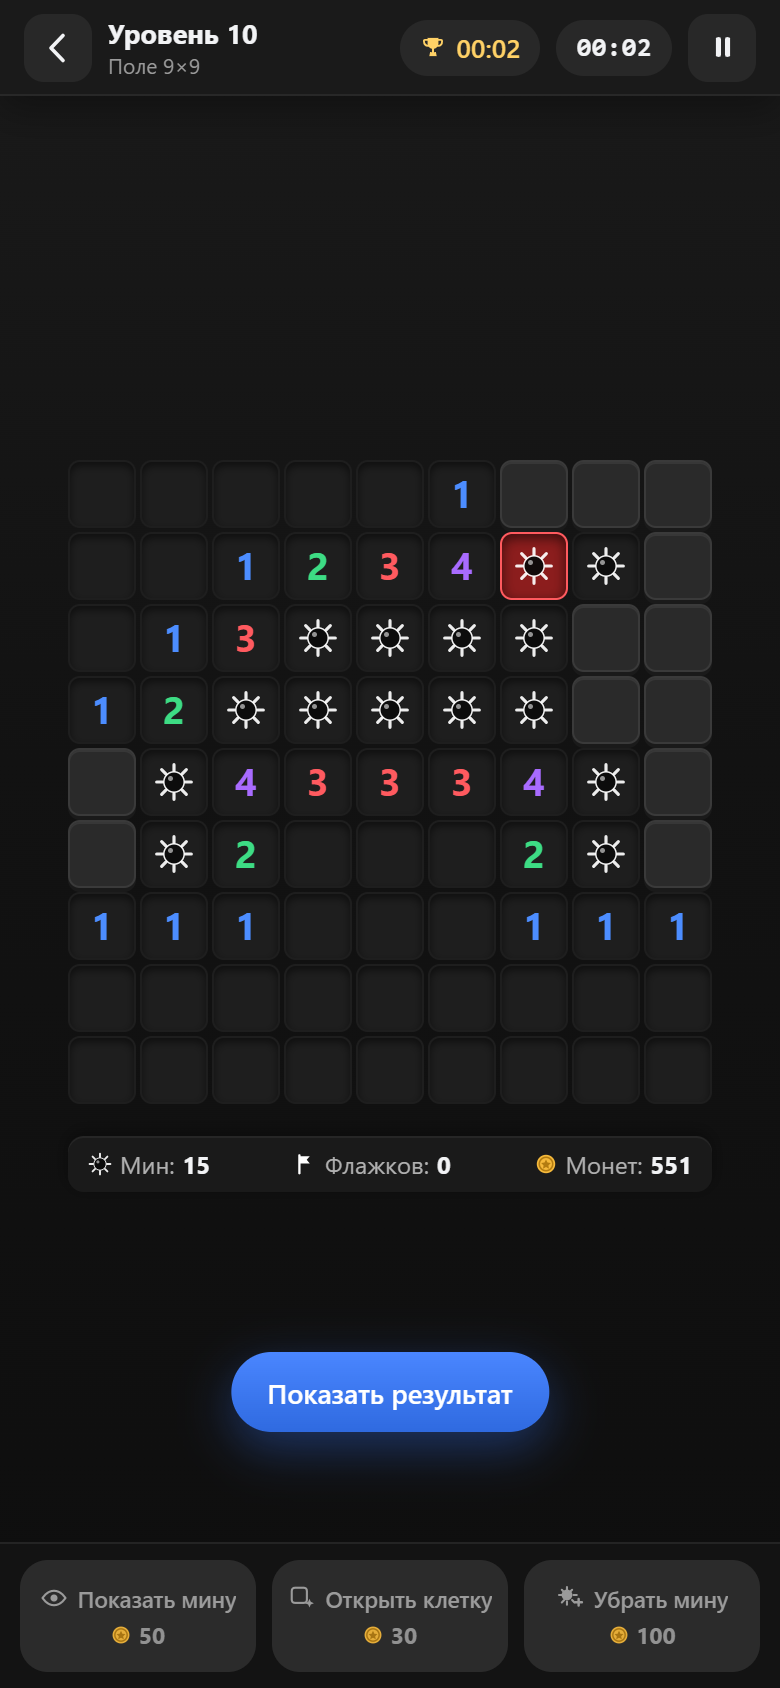 Уровень 10
Поле 9×9
00:02
00:02
1
1 2 3 4
1 3
1 2
4 3 3 3 4
2 2
1 1 1 1 1 1
Мин: 15
Флажков: 0
Монет: 551
Показать результат
Показать мину
50
Открыть клетку
30
Убрать мину
100